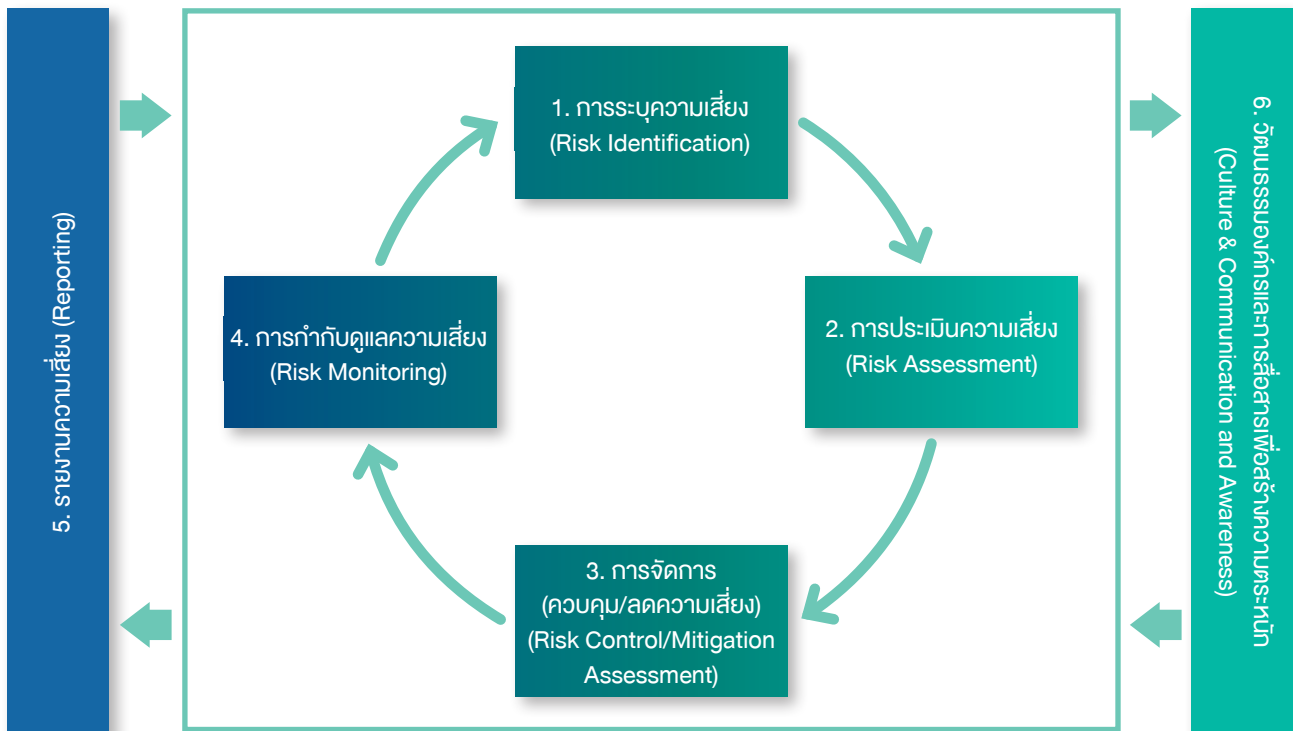 1. การระบุความเสี่ยง
(Risk Identification)
2. การประเมินความเสี่ยง
(Risk Assessment)
3. การจัดการ
(ควบคุม/ลดความเสี่ยง)
(Risk Control/Mitigation
Assessment)
4. การกำกับดูแลความเสี่ยง
(Risk Monitoring)
5. รายงานความเสี่ยง (Reporting)
6. วัฒนธรรมองค์กรและการสื่อสารเพื่อสร้างความตระหนัก
(Culture & Communication and Awareness)